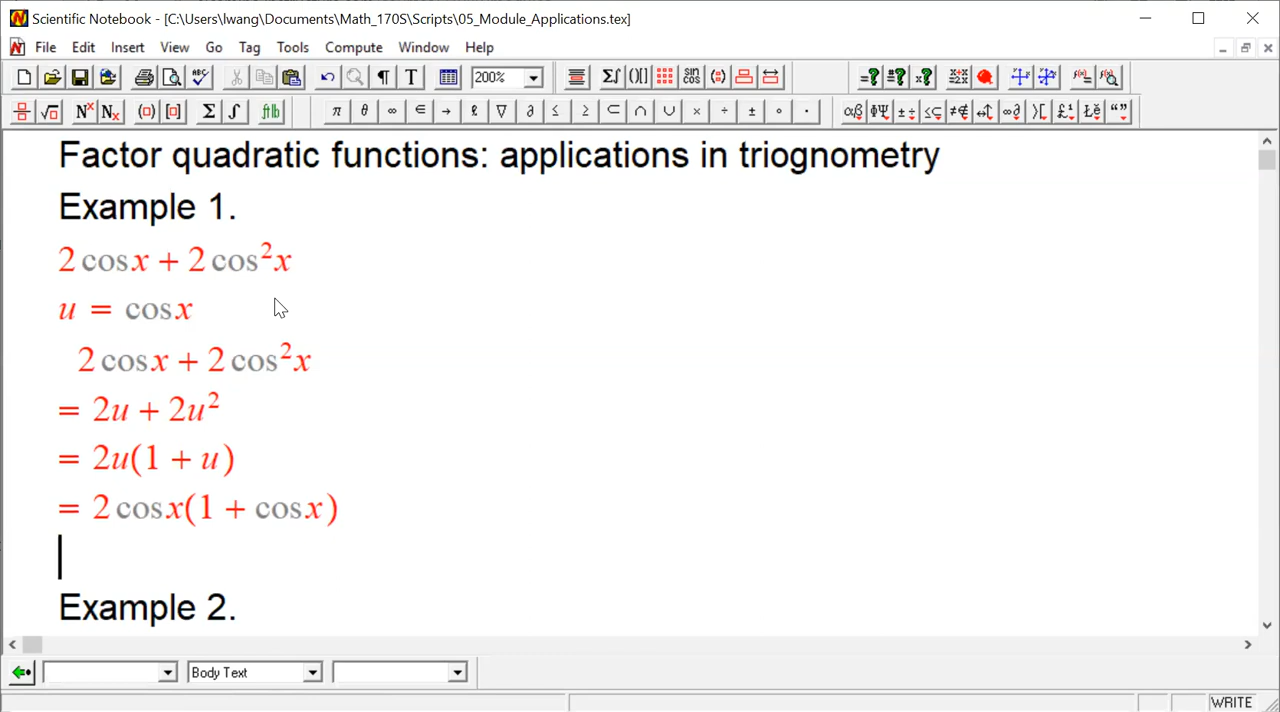 Scientific Notebook - [C:\Users\lwang\Documents\Math_170S\Scripts\05_Module_Applications.tex]
File Edit Insert View Go Tag Tools Compute Window Help
200%
Factor quadratic functions: applications in triognometry
Example 1.
2 cos x + 2 cos² x
u = cos x
2 cos x + 2 cos² x
= 2u + 2u²
= 2u(1 + u)
= 2 cos x(1 + cos x)
Example 2.
Body Text
WRITE